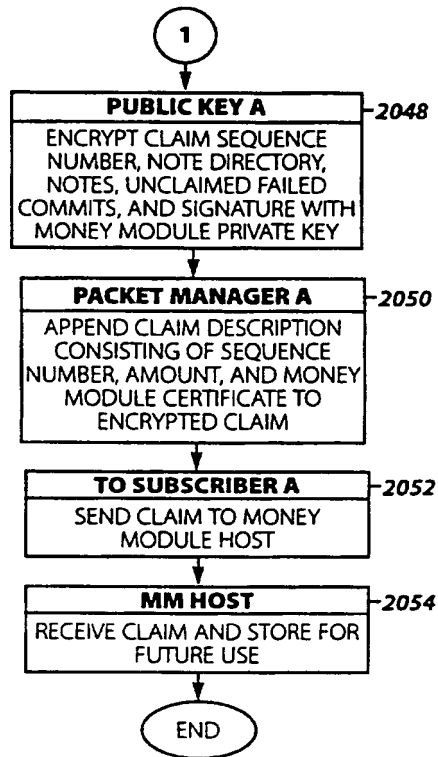 1
PUBLIC KEY A
2048
ENCRYPT CLAIM SEQUENCE
NUMBER, NOTE DIRECTORY,
NOTES, UNCLAIMED FAILED
COMMITS, AND SIGNATURE WITH
MONEY MODULE PRIVATE KEY
PACKET MANAGER A
2050
APPEND CLAIM DESCRIPTION
CONSISTING OF SEQUENCE
NUMBER, AMOUNT, AND MONEY
MODULE CERTIFICATE TO
ENCRYPTED CLAIM
TO SUBSCRIBER A
2052
SEND CLAIM TO MONEY
MODULE HOST
MM HOST
2054
RECEIVE CLAIM AND STORE FOR
FUTURE USE
END